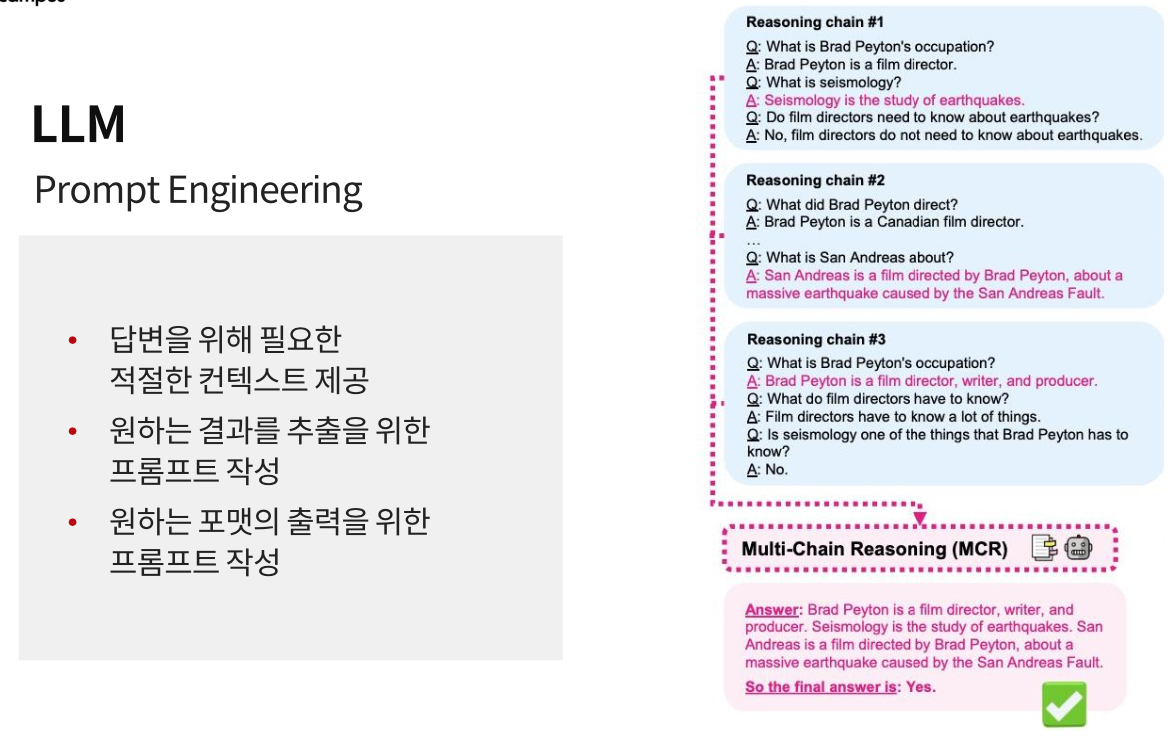 LLM
Prompt Engineering
• 답변을 위해 필요한
적절한 컨텍스트 제공
• 원하는 결과를 추출을 위한
프롬프트 작성
• 원하는 포맷의 출력을 위한
프롬프트 작성
Reasoning chain #1
Q: What is Brad Peyton's occupation?
A: Brad Peyton is a film director.
Q: What is seismology?
A: Seismology is the study of earthquakes.
Q: Do film directors need to know about earthquakes?
A: No, film directors do not need to know about earthquakes.
Reasoning chain #2
Q: What did Brad Peyton direct?
A: Brad Peyton is a Canadian film director.
...
Q: What is San Andreas about?
A: San Andreas is a film directed by Brad Peyton, about a
massive earthquake caused by the San Andreas Fault.
Reasoning chain #3
Q: What is Brad Peyton's occupation?
A: Brad Peyton is a film director, writer, and producer.
Q: What do film directors have to know?
A: Film directors have to know a lot of things.
Q: Is seismology one of the things that Brad Peyton has to
know?
A: No.
Multi-Chain Reasoning (MCR)
Answer: Brad Peyton is a film director, writer, and
producer. Seismology is the study of earthquakes. San
Andreas is a film directed by Brad Peyton, about a
massive earthquake caused by the San Andreas Fault.
So the final answer is: Yes.